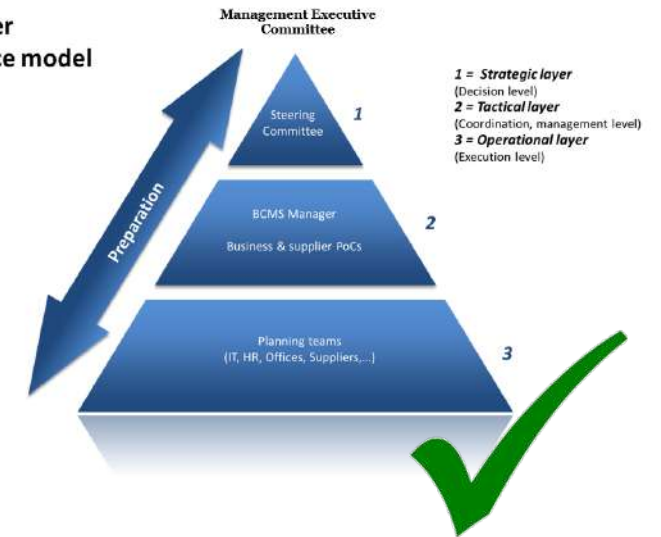 er
ce model
Management Executive
Committee
Steering
Committee
1
1 = Strategic layer
(Decision level)
2 = Tactical layer
(Coordination, management level)
3 = Operational layer
(Execution level)
Preparation
BCMS Manager
Business & supplier PoCs
2
Planning teams
(IT, HR, Offices, Suppliers,...)
3